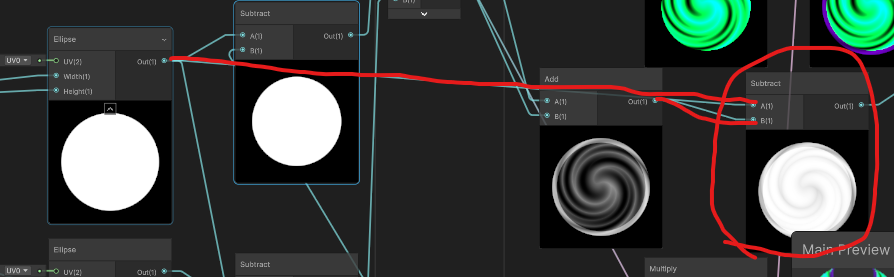 B(1)
Subtract
A(1)
Out(1)
B(1)
Ellipse
UV0
UV(2)
Out(1)
Width(1)
Height(1)
Add
A(1)
Out(1)
B(1)
Subtract
A(1)
Out(1)
B(1)
Main Preview
Ellipse
UV0
UV(2)
Out(1)
Subtract
Multiply